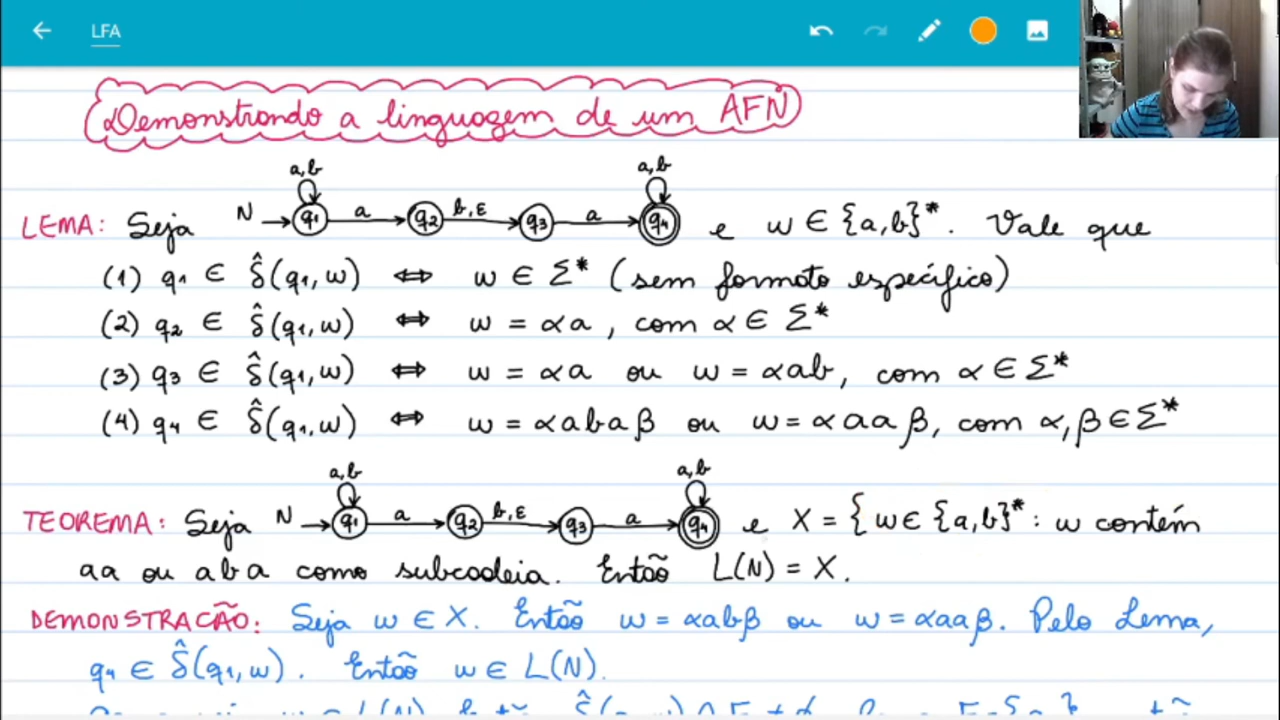 LFA
Demonstrando a linguagem de um AFN
a,b a,b
LEMA: Seja N → q1 a q2 b,ε q3 a q4 e w ∈ {a,b}*. Vale que
(1) q1 ∈ δ̂(q1,w) ⇔ w ∈ Σ* (sem formato específico)
(2) q2 ∈ δ̂(q1,w) ⇔ w = αa, com α ∈ Σ*
(3) q3 ∈ δ̂(q1,w) ⇔ w = αa ou w = αab, com α ∈ Σ*
(4) q4 ∈ δ̂(q1,w) ⇔ w = αabaβ ou w = αaaβ, com α,β ∈ Σ*
a,b a,b
TEOREMA: Seja N → q1 a q2 b,ε q3 a q4 e X = { w ∈ {a,b}* : w contém
aa ou aba como subcadeia. Então L(N) = X.
DEMONSTRAÇÃO: Seja w ∈ X. Então w = αabβ ou w = αaaβ. Pelo Lema,
q4 ∈ δ̂(q1,w). Então w ∈ L(N).